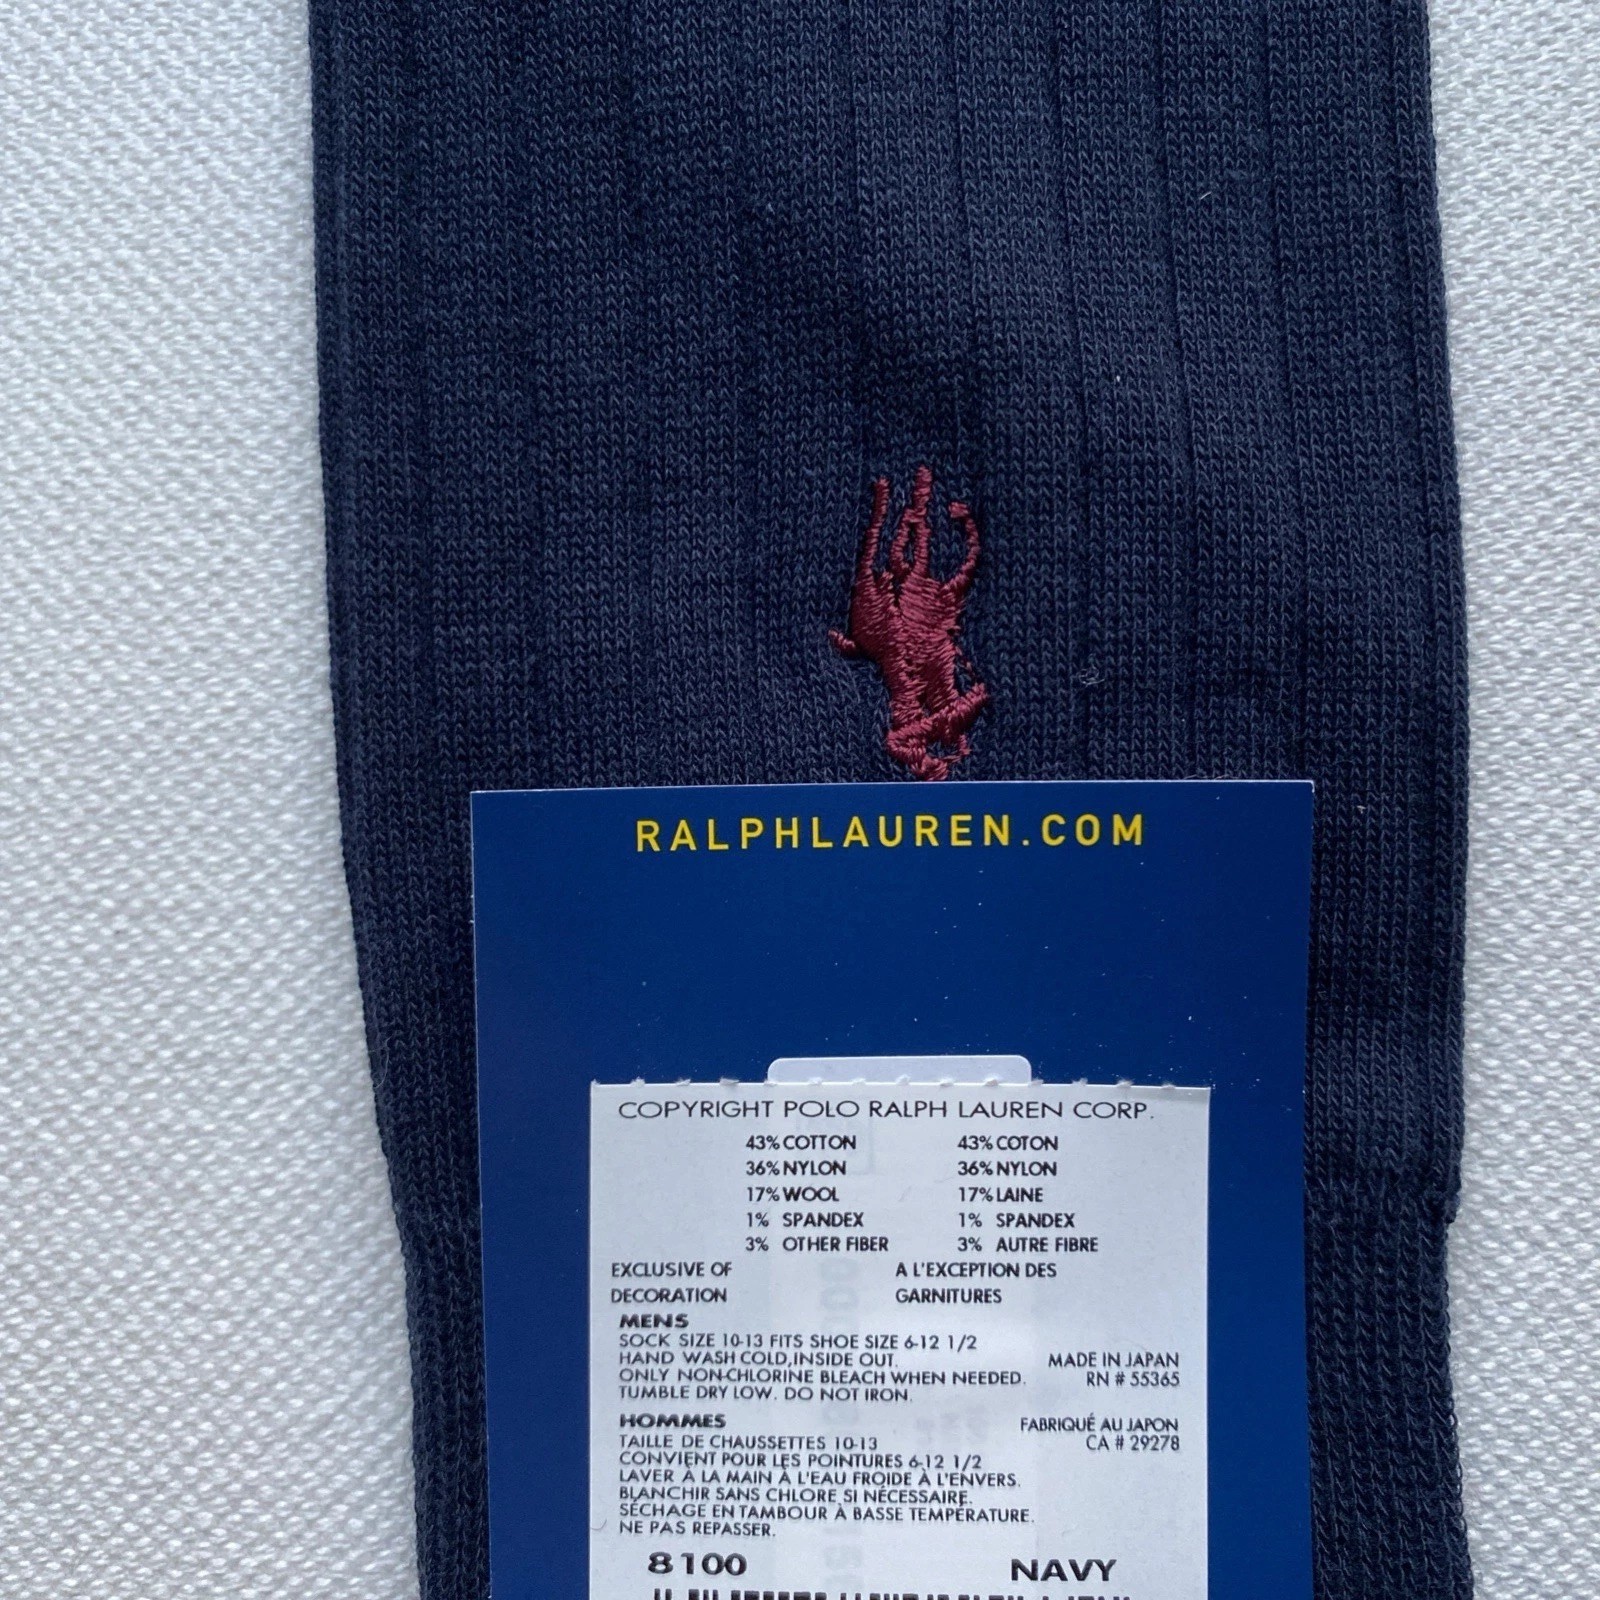 RALPHLAUREN.COM
COPYRIGHT POLO RALPH LAUREN CORP.
43% COTTON
36% NYLON
17% WOOL
1% SPANDEX
3% OTHER FIBER
43% COTON
36% NYLON
17% LAINE
1% SPANDEX
3% AUTRE FIBRE
EXCLUSIVE OF
DECORATION
A L'EXCEPTION DES
GARNITURES
MENS
SOCK SIZE 10-13 FITS SHOE SIZE 6-12 1/2
HAND WASH COLD, INSIDE OUT.
ONLY NON-CHLORINE BLEACH WHEN NEEDED.
TUMBLE DRY LOW. DO NOT IRON.
MADE IN JAPAN
RN # 55365
HOMMES
TAILLE DE CHAUSSETTES 10-13
CONVIENT POUR LES POINTURES 6-12 1/2
LAVER À LA MAIN À L'EAU FROIDE À L'ENVERS.
BLANCHIR SANS CHLORE SI NÉCESSAIRE.
SÉCHAGE EN TAMBOUR À BASSE TEMPÉRATURE.
NE PAS REPASSER.
FABRIQUÉ AU JAPON
CA # 29278
8100 NAVY